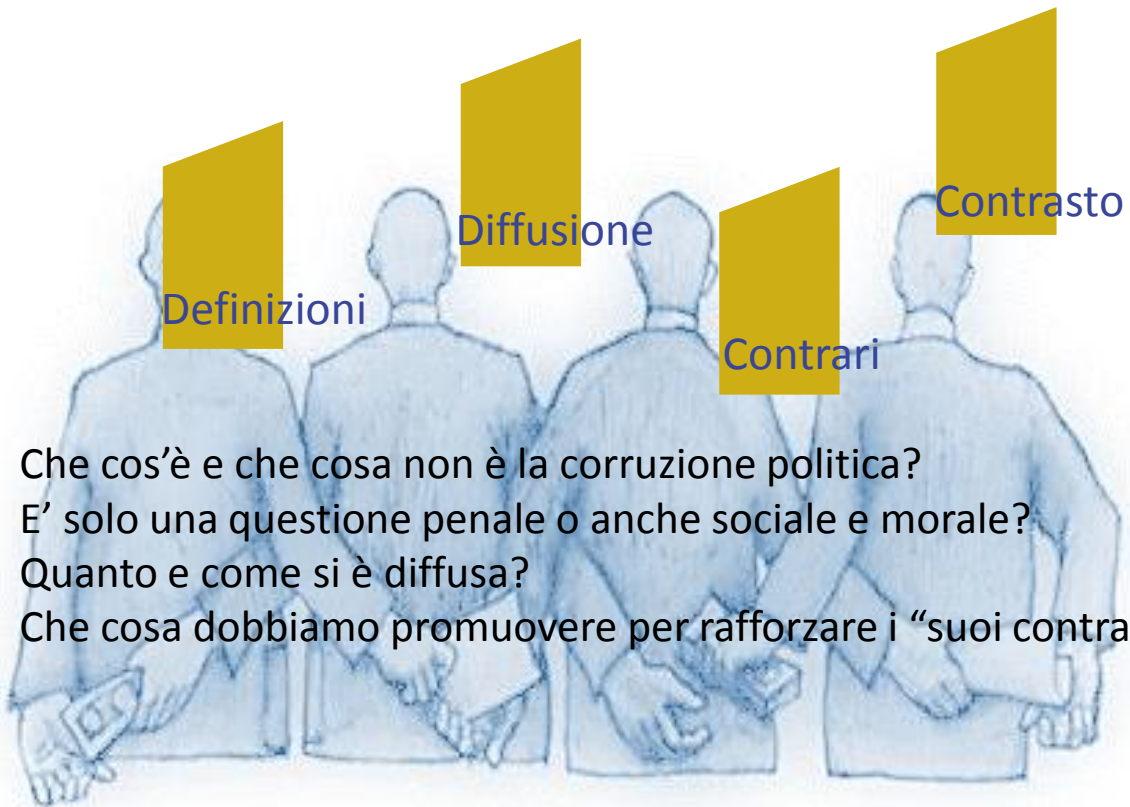 Definizioni
Diffusione
Contrari
Contrasto
Che cos’è e che cosa non è la corruzione politica?
E’ solo una questione penale o anche sociale e morale?
Quanto e come si è diffusa?
Che cosa dobbiamo promuovere per rafforzare i “suoi contra